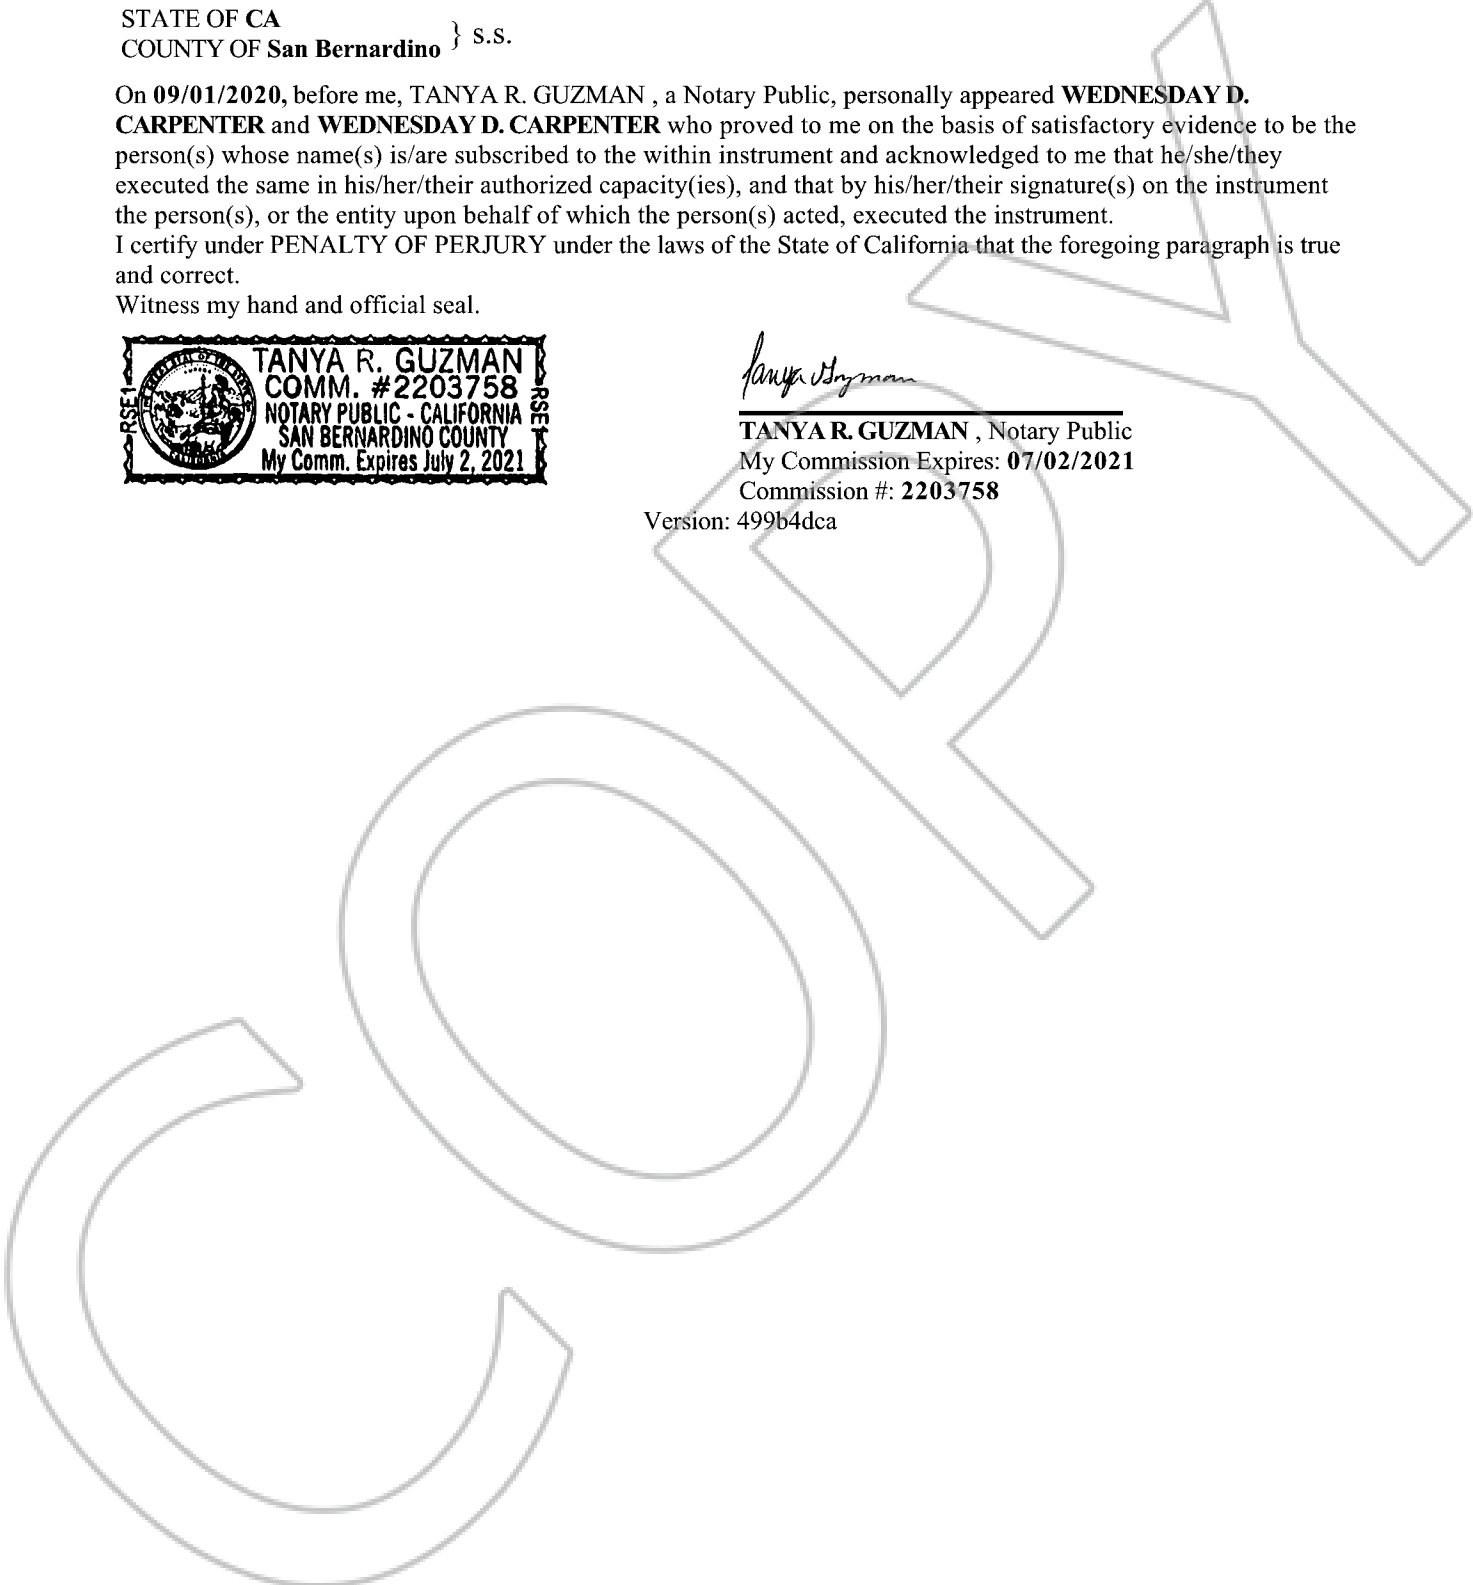 STATE OF CA
COUNTY OF San Bernardino } s.s.
On 09/01/2020, before me, TANYA R. GUZMAN , a Notary Public, personally appeared WEDNESDAY D.
CARPENTER and WEDNESDAY D. CARPENTER who proved to me on the basis of satisfactory evidence to be the
person(s) whose name(s) is/are subscribed to the within instrument and acknowledged to me that he/she/they
executed the same in his/her/their authorized capacity(ies), and that by his/her/their signature(s) on the instrument
the person(s), or the entity upon behalf of which the person(s) acted, executed the instrument.
I certify under PENALTY OF PERJURY under the laws of the State of California that the foregoing paragraph is true
and correct.
Witness my hand and official seal.
RSE1
TANYA R. GUZMAN
COMM. #2203758
NOTARY PUBLIC - CALIFORNIA
SAN BERNARDINO COUNTY
My Comm. Expires July 2, 2021
RSE1
Tanya Guzman
TANYA R. GUZMAN , Notary Public
My Commission Expires: 07/02/2021
Commission #: 2203758
Version: 499b4dca
COPY